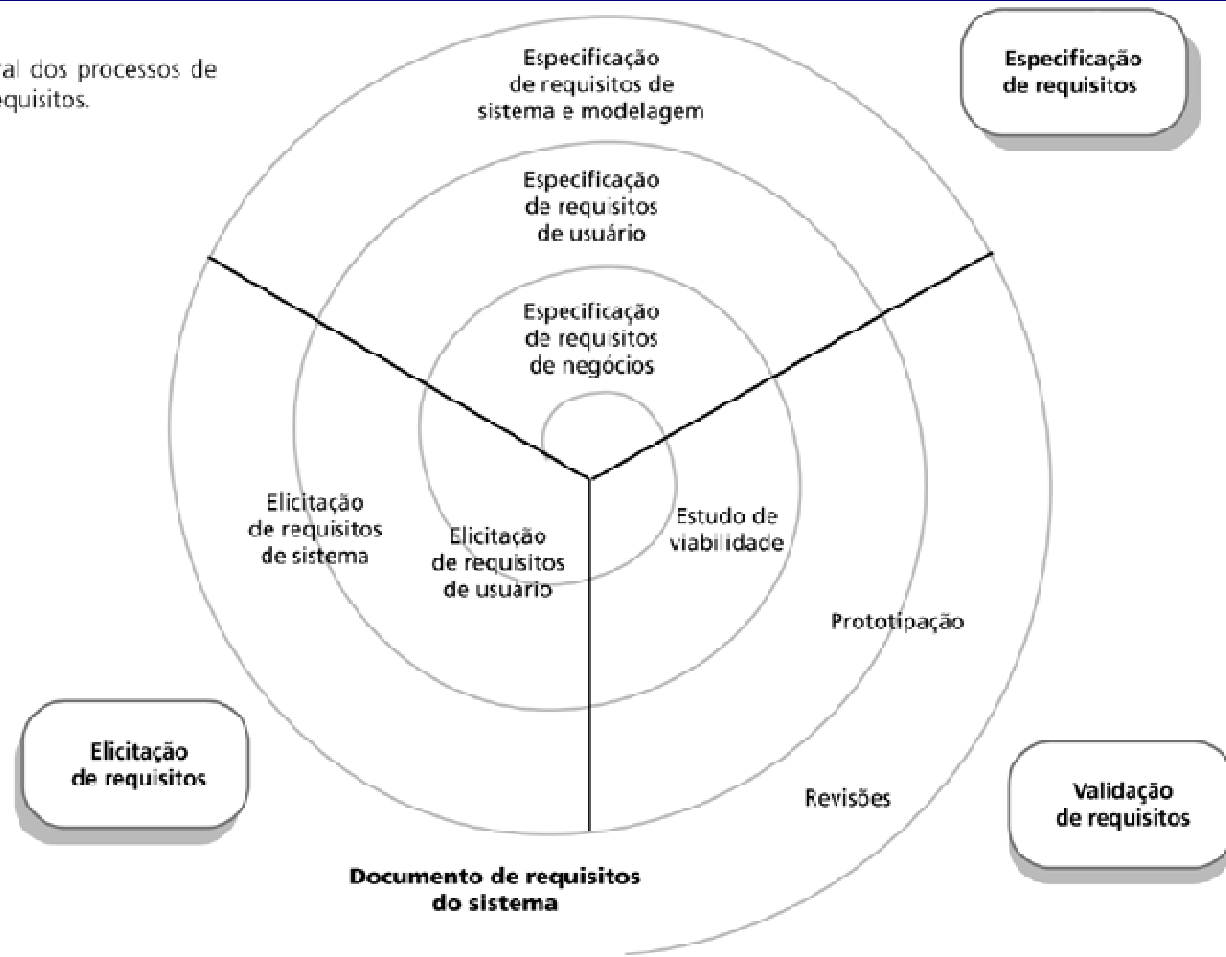 dos processos de
Especificação
de requisitos de
sistema e modelagem
Especificação
de requisitos
Especificação
de requisitos
de usuário
Especificação
de requisitos
de negócios
Elicitação
de requisitos
de sistema
Elicitação
de requisitos
de usuário
Estudo de
viabilidade
Prototipação
Elicitação
de requisitos
Revisões
Validação
de requisitos
Documento de requisitos
do sistema